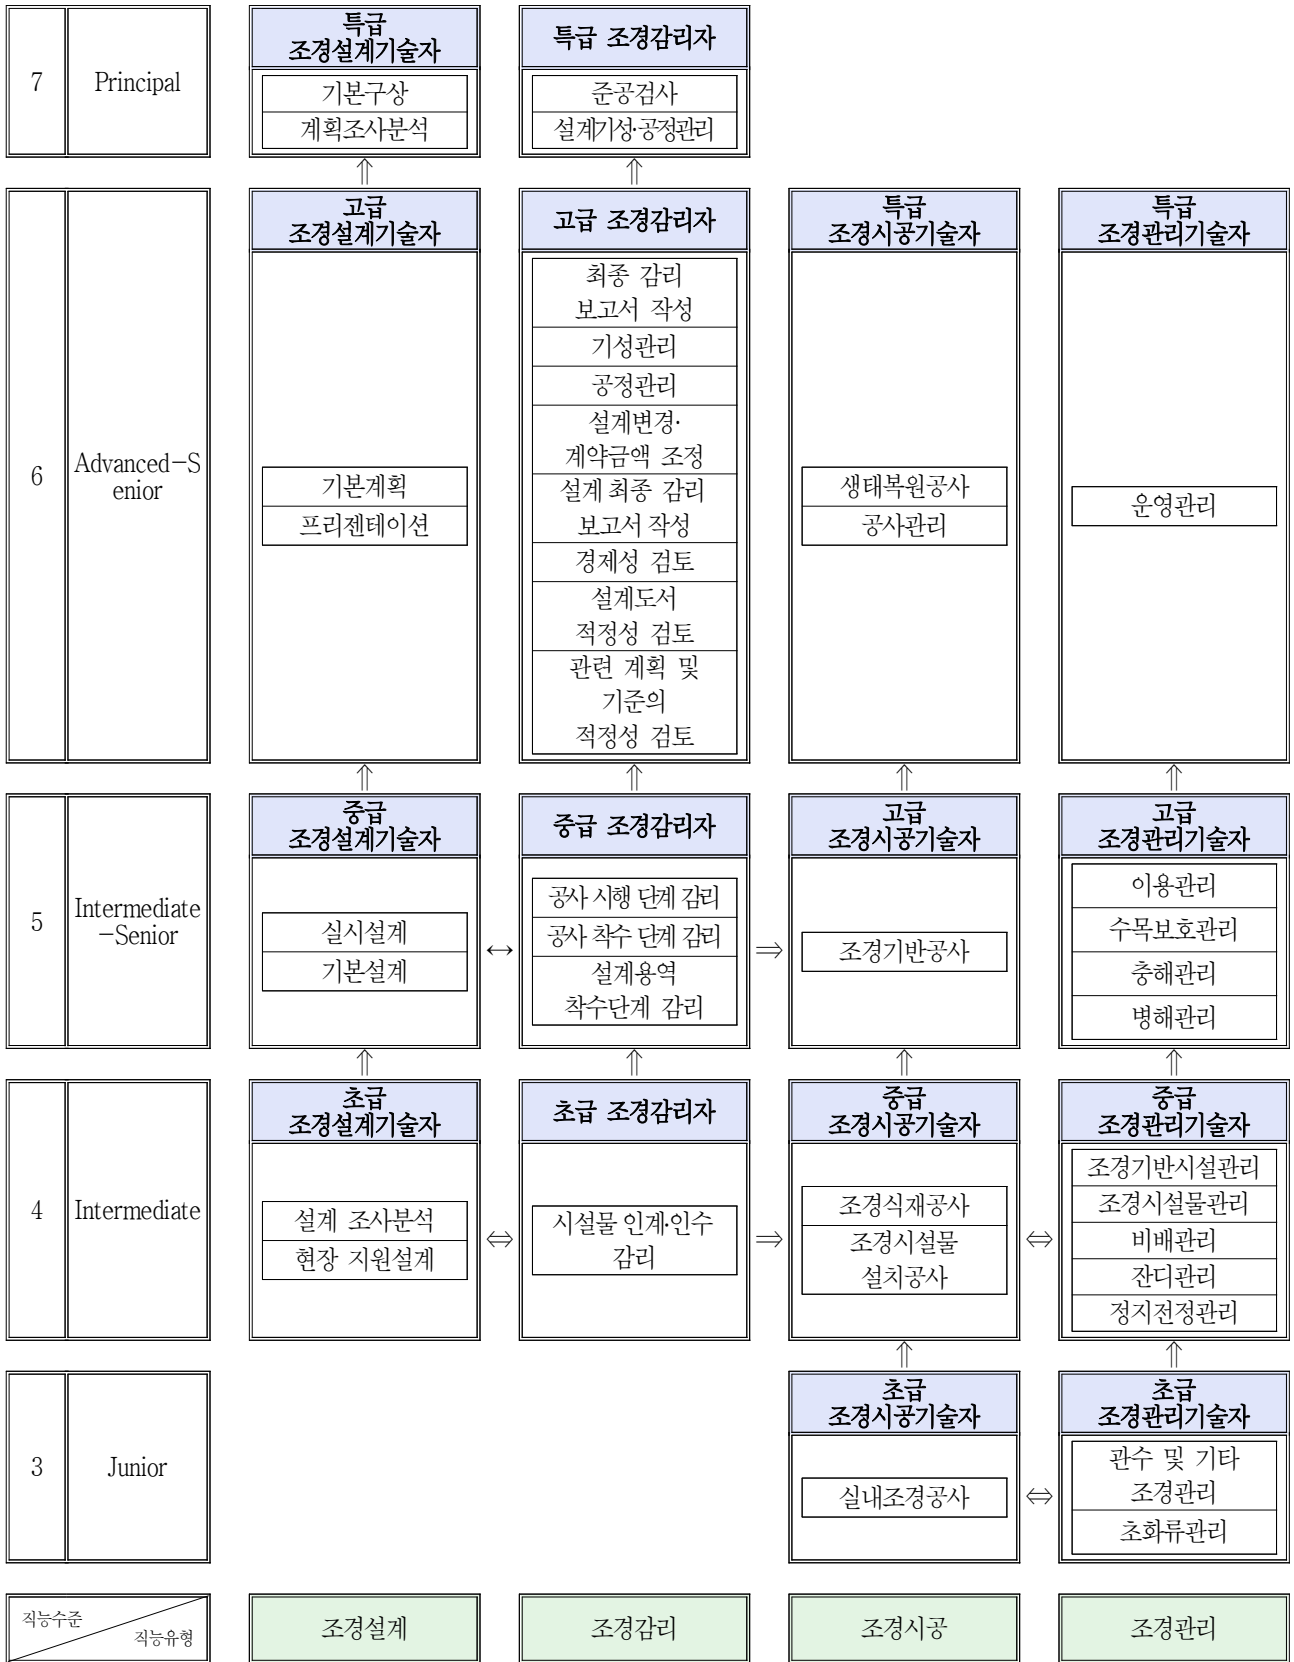 7
Principal
특급
조경설계기술자
기본구상
계획조사분석
특급 조경감리자
준공검사
설계기성·공정관리
⇑
⇑
6
Advanced-S
enior
고급
조경설계기술자
기본계획
프리젠테이션
고급 조경감리자
최종 감리
보고서 작성
기성관리
공정관리
설계변경·
계약금액 조정
설계 최종 감리
보고서 작성
경제성 검토
설계도서
적정성 검토
관련 계획 및
기준의
적정성 검토
특급
조경시공기술자
생태복원공사
공사관리
특급
조경관리기술자
운영관리
⇑
⇑
⇑
⇑
5
Intermediate
-Senior
중급
조경설계기술자
실시설계
기본설계
↔
중급 조경감리자
공사 시행 단계 감리
공사 착수 단계 감리
설계용역
착수단계 감리
⇒
고급
조경시공기술자
조경기반공사
고급
조경관리기술자
이용관리
수목보호관리
충해관리
병해관리
⇑
⇑
⇑
⇑
4
Intermediate
초급
조경설계기술자
설계 조사분석
현장 지원설계
⇔
초급 조경감리자
시설물 인계·인수
감리
⇒
중급
조경시공기술자
조경식재공사
조경시설물
설치공사
⇔
중급
조경관리기술자
조경기반시설관리
조경시설물관리
비배관리
잔디관리
정지전정관리
⇑
⇑
3
Junior
초급
조경시공기술자
실내조경공사
⇔
초급
조경관리기술자
관수 및 기타
조경관리
초화류관리
직능수준
직능유형
조경설계
조경감리
조경시공
조경관리